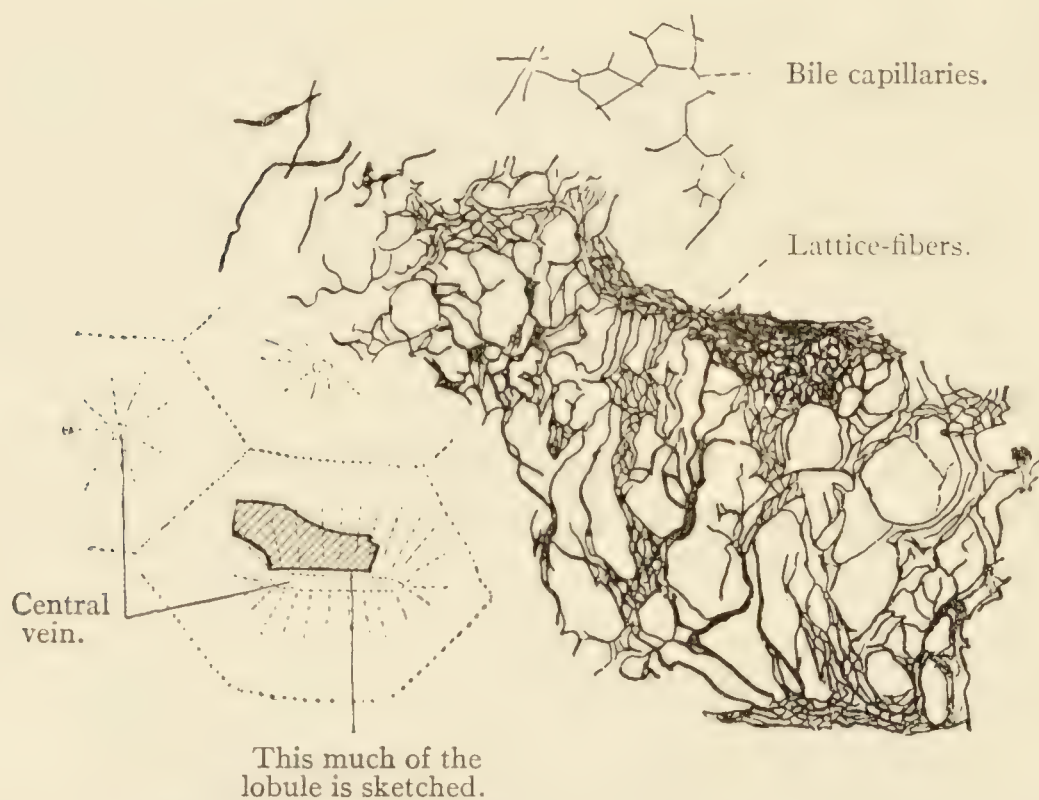 Bile capillaries.
Lattice-fibers.
Central
vein.
This much of the
lobule is sketched.